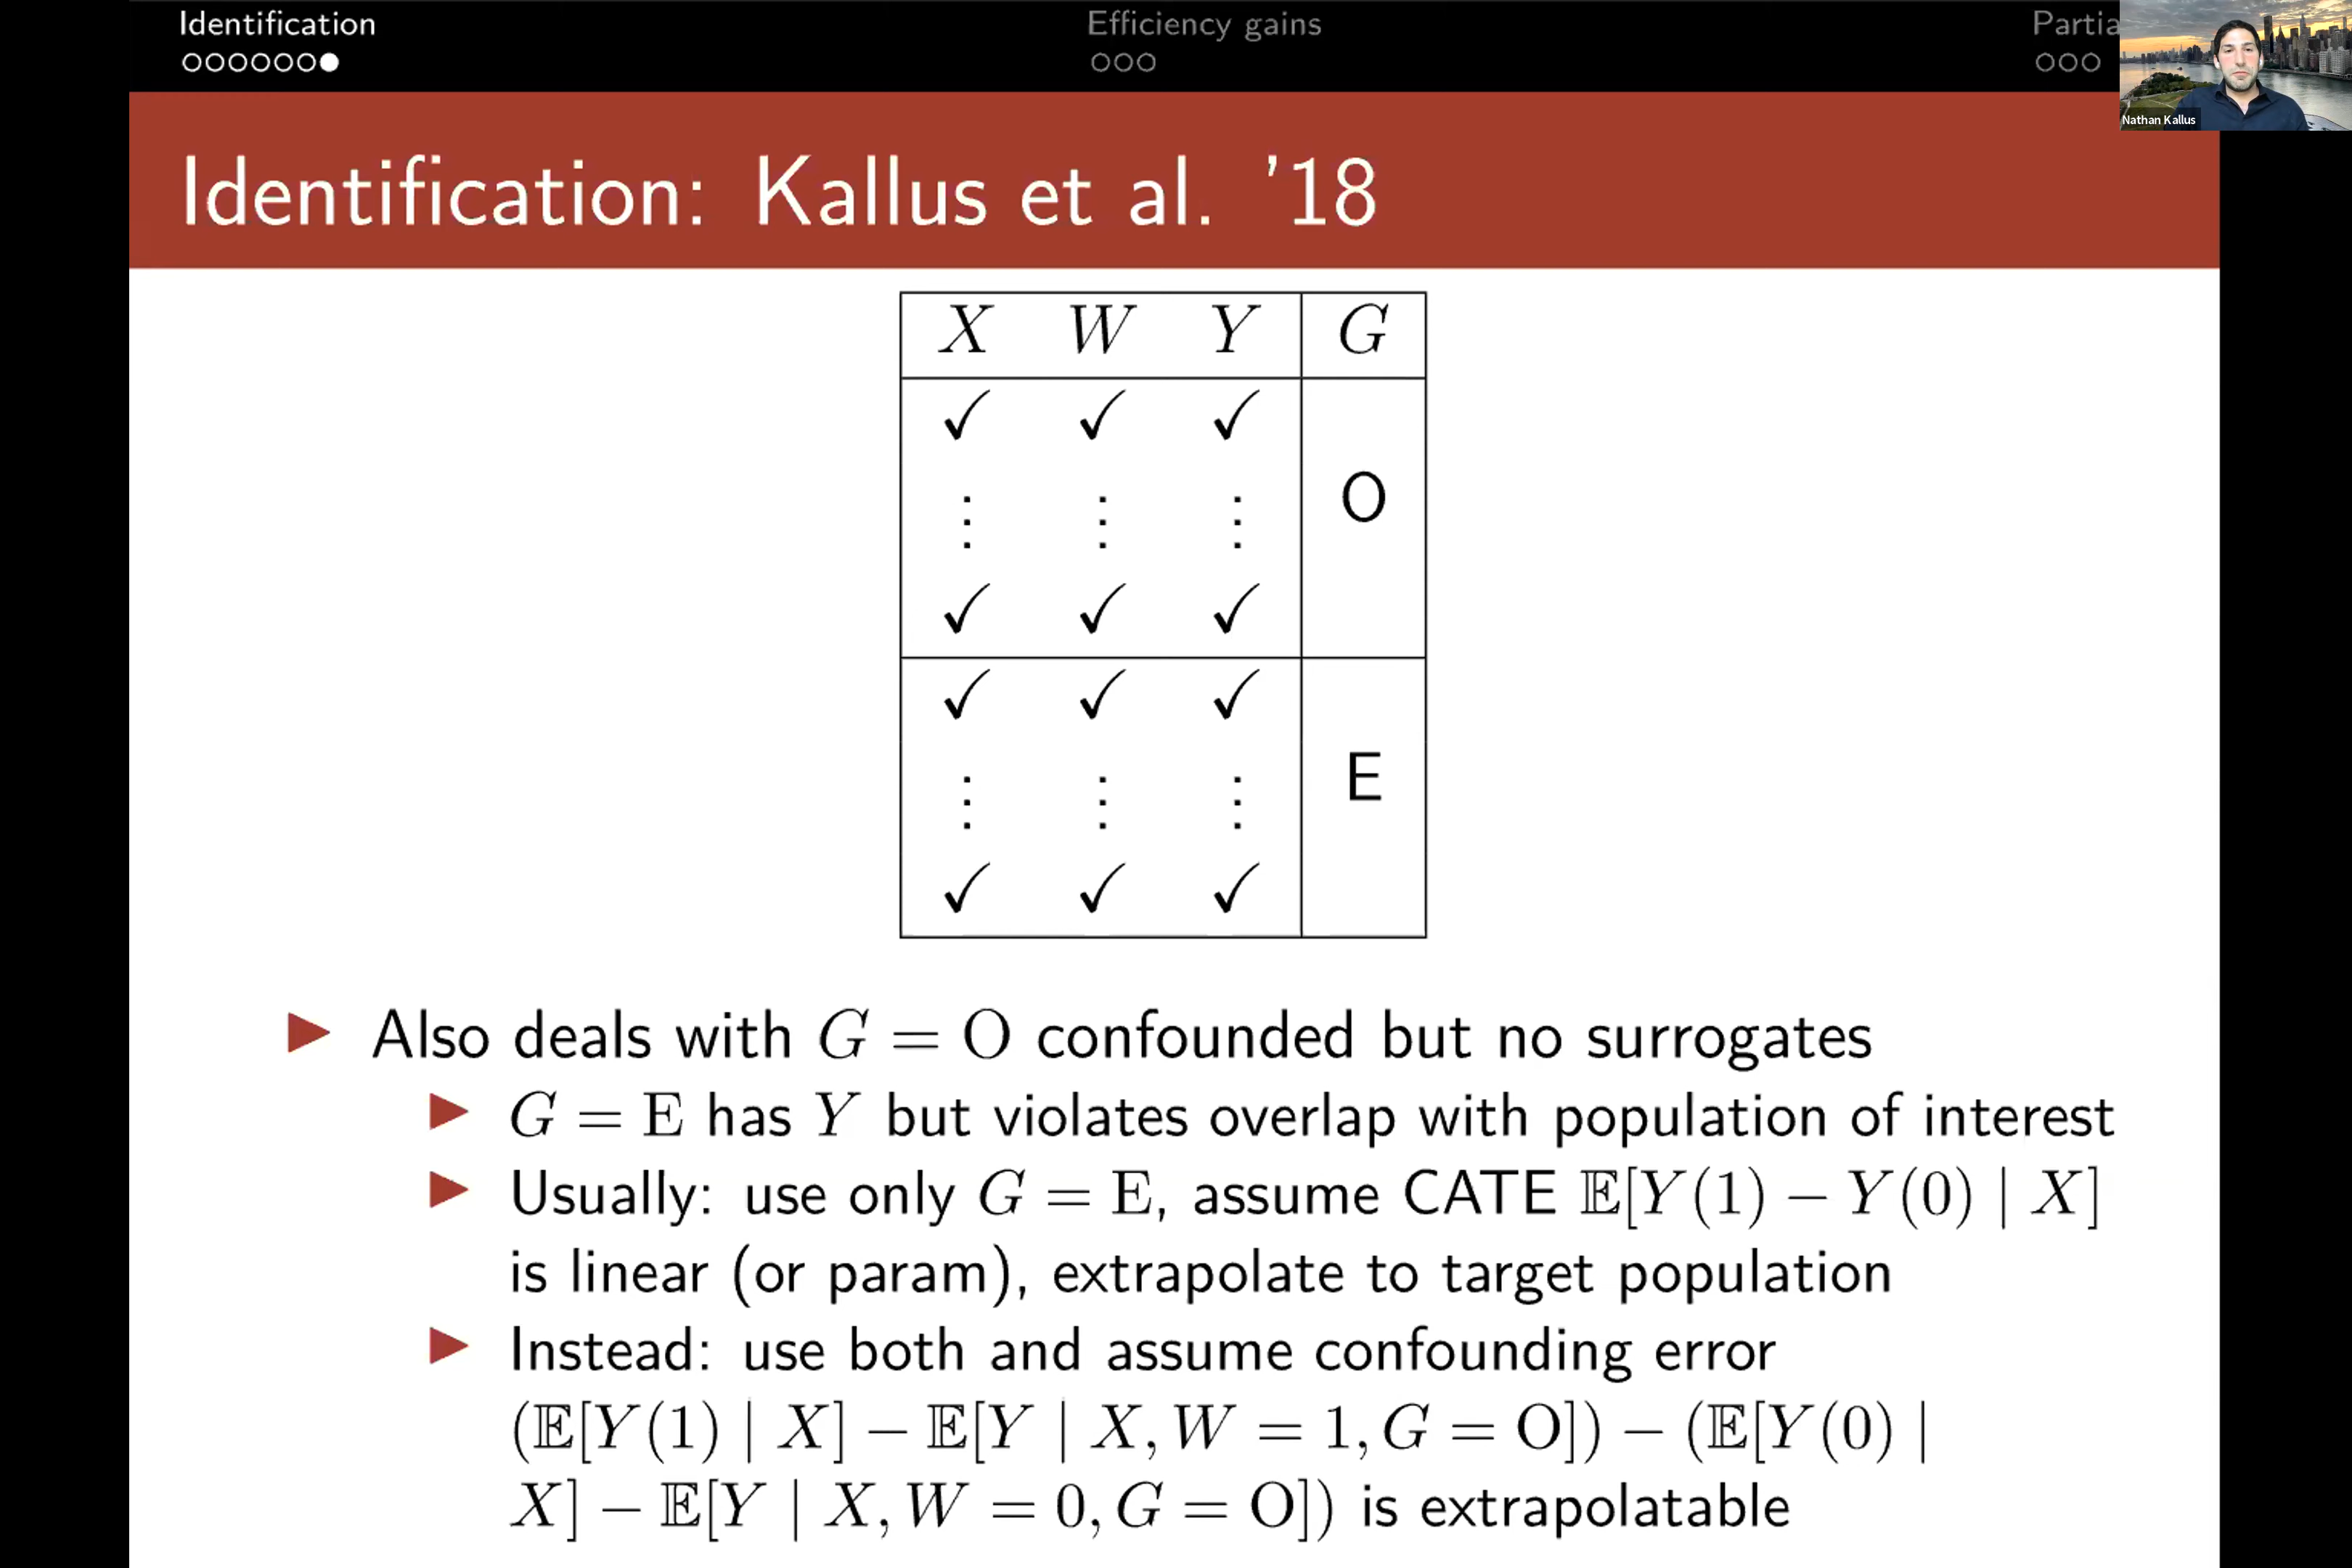 Identification
Efficiency gains
Partia
Nathan Kallus
Identification: Kallus et al. '18
X W Y G
✓ ✓ ✓
⋮ ⋮ ⋮ O
✓ ✓ ✓
✓ ✓ ✓
⋮ ⋮ ⋮ E
✓ ✓ ✓
▶ Also deals with G = O confounded but no surrogates
▶ G = E has Y but violates overlap with population of interest
▶ Usually: use only G = E, assume CATE 𝔼[Y(1) − Y(0) | X]
is linear (or param), extrapolate to target population
▶ Instead: use both and assume confounding error
(𝔼[Y(1) | X] − 𝔼[Y | X, W = 1, G = O]) − (𝔼[Y(0) |
X] − 𝔼[Y | X, W = 0, G = O]) is extrapolatable